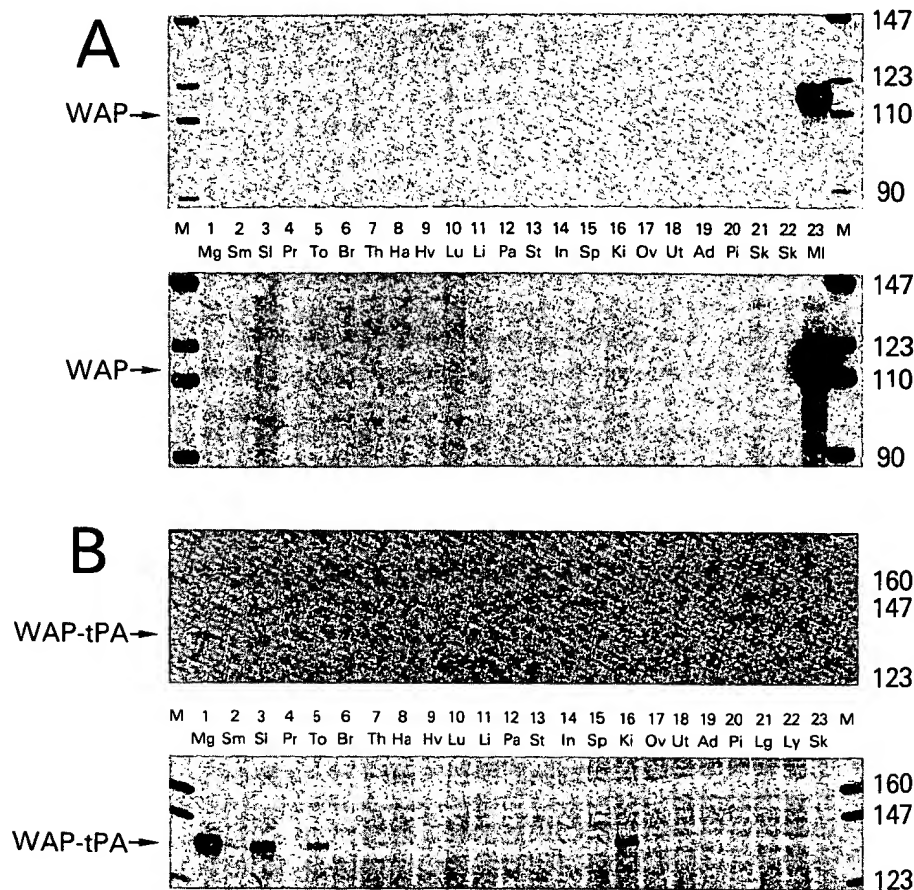 A
147
123
WAP→
110
90
M 1 2 3 4 5 6 7 8 9 10 11 12 13 14 15 16 17 18 19 20 21 22 23 M
Mg Sm Sl Pr To Br Th Ha Hv Lu Li Pa St In Sp Ki Ov Ut Ad Pi Sk Sk Ml
147
123
WAP→
110
90
B
160
147
WAP-tPA→
123
M 1 2 3 4 5 6 7 8 9 10 11 12 13 14 15 16 17 18 19 20 21 22 23 M
Mg Sm Sl Pr To Br Th Ha Hv Lu Li Pa St In Sp Ki Ov Ut Ad Pi Lg Ly Sk
160
147
WAP-tPA→
123